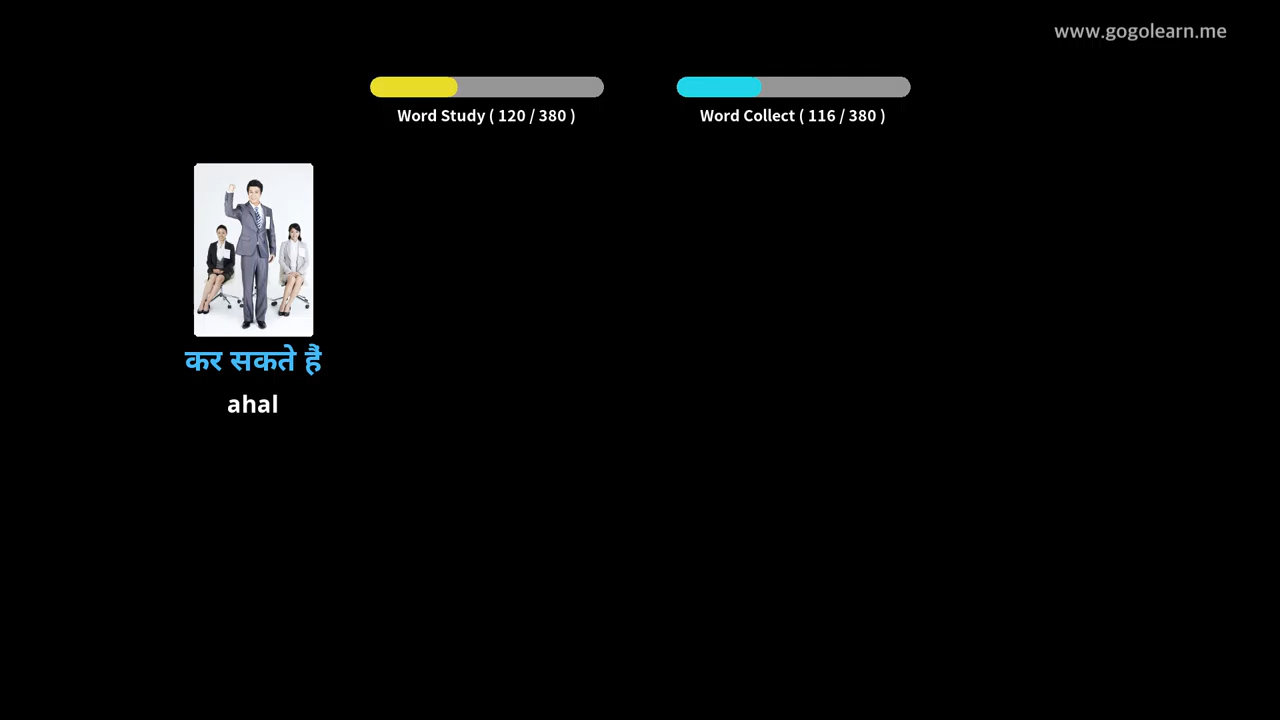 www.gogolearn.me
Word Study ( 120 / 380 )
Word Collect ( 116 / 380 )
कर सकते हैं
ahal